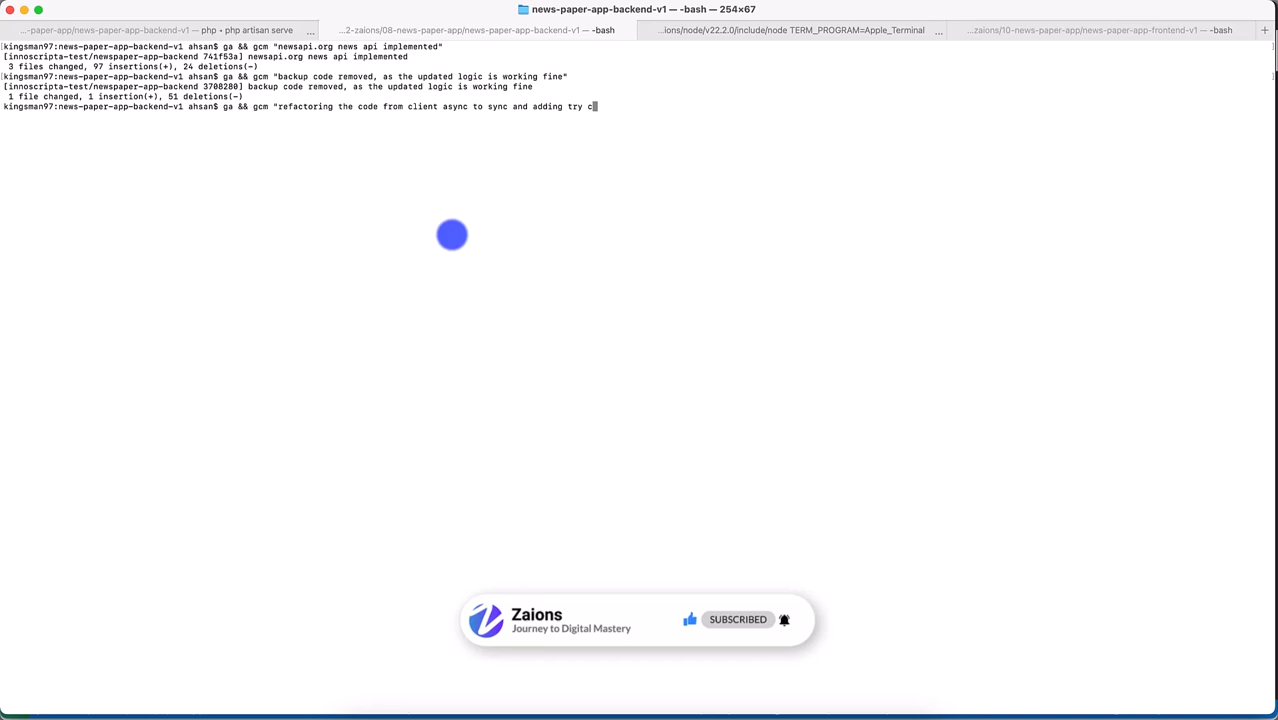 news-paper-app-backend-v1 — -bash — 254×67
...-paper-app/news-paper-app-backend-v1 — php • php artisan serve ...
...2-zaions/08-news-paper-app/news-paper-app-backend-v1 — -bash
...ions/node/v22.2.0/include/node TERM_PROGRAM=Apple_Terminal ...
...zaions/10-news-paper-app/news-paper-app-frontend-v1 — -bash
+
[kingsman97:news-paper-app-backend-v1 ahsan$ ga && gcm "newsapi.org news api implemented" ]
[innoscripta-test/newspaper-app-backend 741f53a] newsapi.org news api implemented
3 files changed, 97 insertions(+), 24 deletions(-)
[kingsman97:news-paper-app-backend-v1 ahsan$ ga && gcm "backup code removed, as the updated logic is working fine" ]
[innoscripta-test/newspaper-app-backend 3708280] backup code removed, as the updated logic is working fine
1 file changed, 1 insertion(+), 51 deletions(-)
kingsman97:news-paper-app-backend-v1 ahsan$ ga && gcm "refactoring the code from client async to sync and adding try c
Zaions
Journey to Digital Mastery
SUBSCRIBED